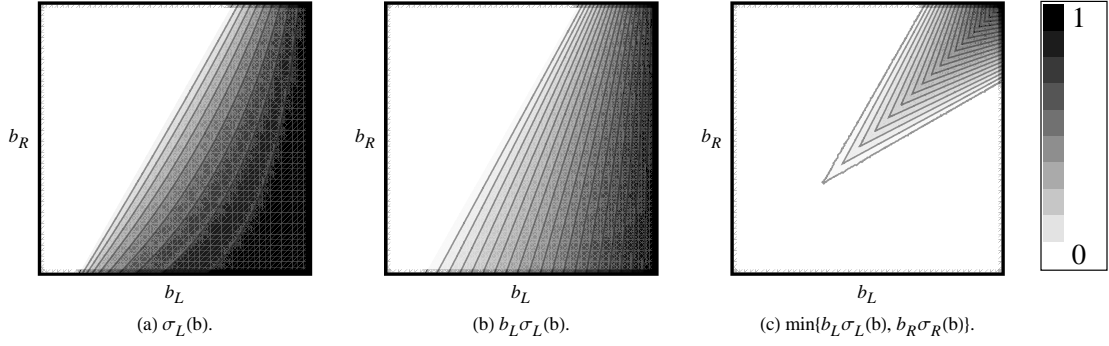 b_R
b_L
(a) σ_L(b).
b_R
b_L
(b) b_Lσ_L(b).
b_R
b_L
(c) min{b_Lσ_L(b), b_Rσ_R(b)}.
1
0